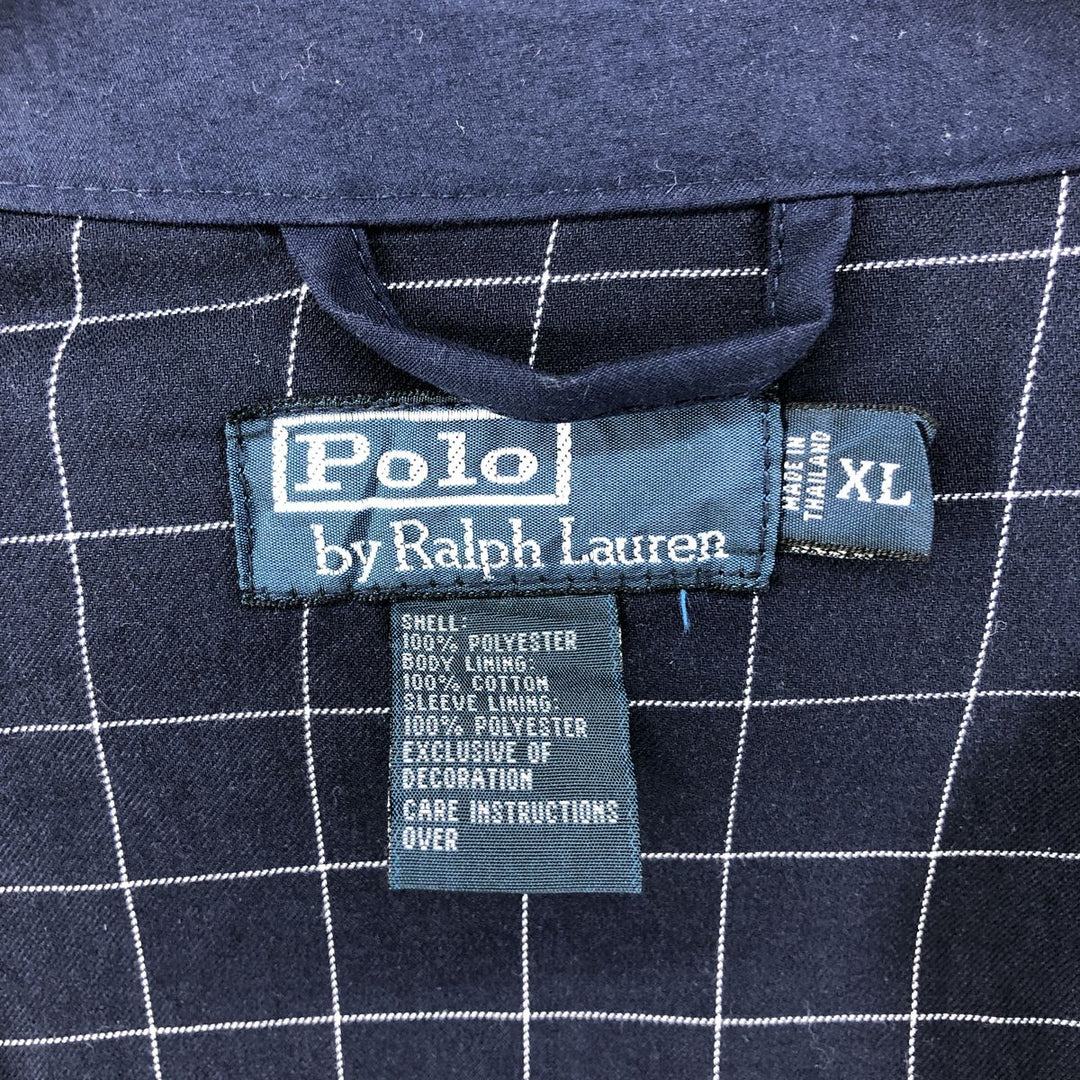 Polo
by Ralph Lauren
MADE IN
THAILAND
XL
SHELL:
100% POLYESTER
BODY LINING:
100% COTTON
SLEEVE LINING:
100% POLYESTER
EXCLUSIVE OF
DECORATION
CARE INSTRUCTIONS
OVER